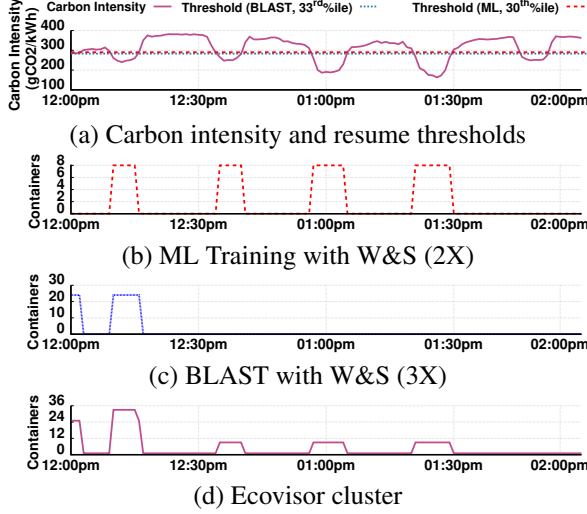 Carbon Intensity Threshold (BLAST, 33rd%ile) Threshold (ML, 30th%ile)
Carbon Intensity
(gCO2/kWh)
400
300
200
100
12:00pm 12:30pm 01:00pm 01:30pm 02:00pm
(a) Carbon intensity and resume thresholds
Containers
8
6
4
2
0
12:00pm 12:30pm 01:00pm 01:30pm 02:00pm
(b) ML Training with W&S (2X)
Containers
30
20
10
0
12:00pm 12:30pm 01:00pm 01:30pm 02:00pm
(c) BLAST with W&S (3X)
Containers
36
24
12
0
12:00pm 12:30pm 01:00pm 01:30pm 02:00pm
(d) Ecovisor cluster